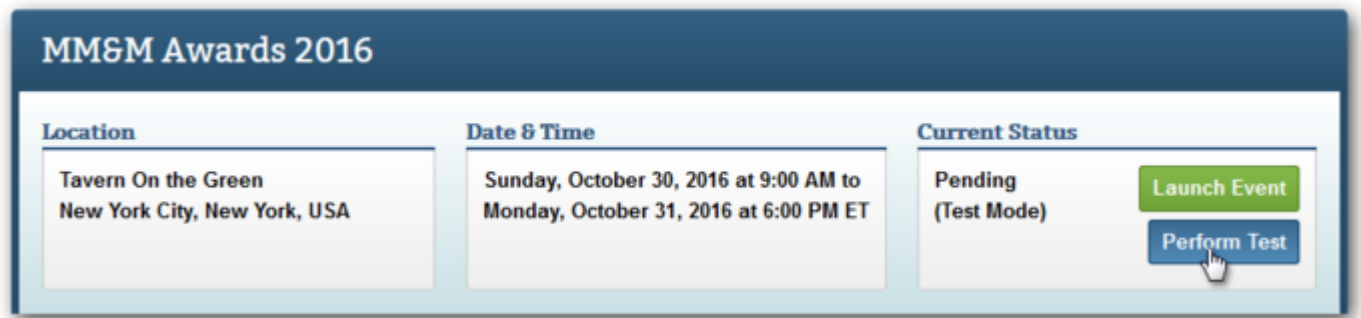 MM&M Awards 2016
Location
Tavern On the Green
New York City, New York, USA
Date & Time
Sunday, October 30, 2016 at 9:00 AM to
Monday, October 31, 2016 at 6:00 PM ET
Current Status
Pending
(Test Mode)
Launch Event
Perform Test